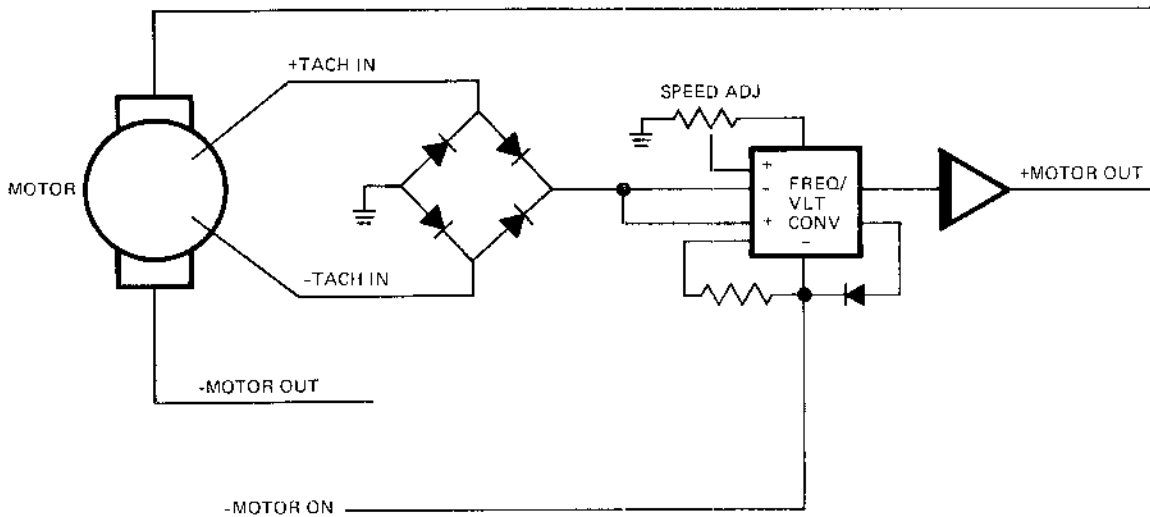 +TACH IN
SPEED ADJ
MOTOR
+
-
FREQ/
VLT
+
CONV
-
+MOTOR OUT
-TACH IN
-MOTOR OUT
-MOTOR ON